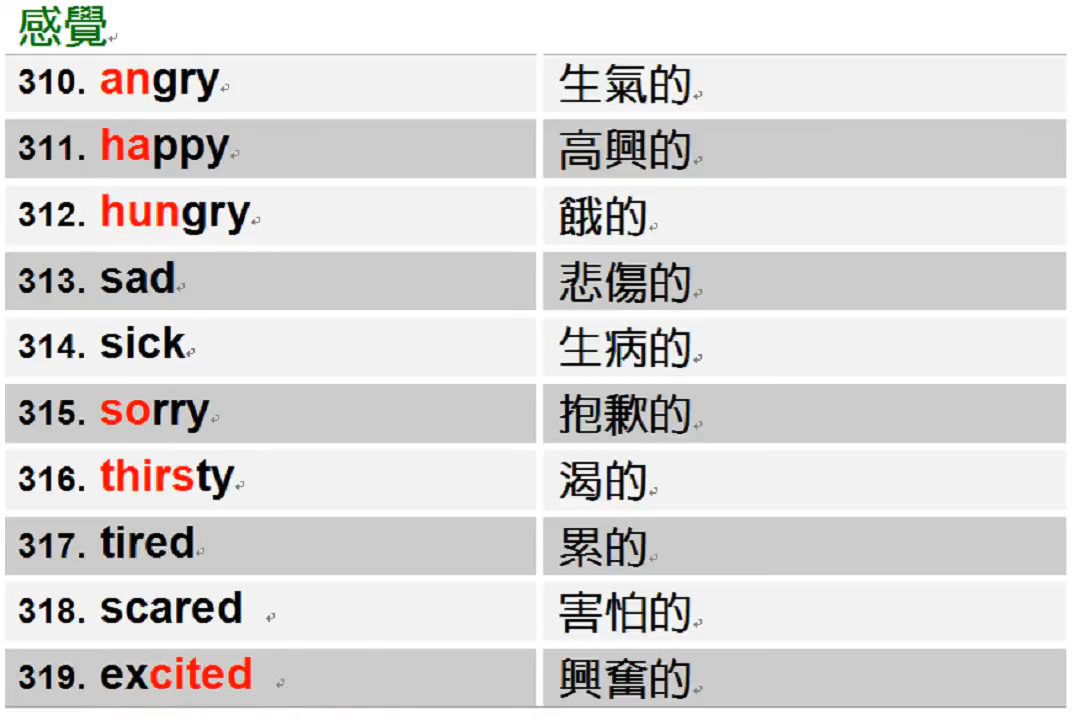 感覺
310. angry 生氣的
311. happy 高興的
312. hungry 餓的
313. sad 悲傷的
314. sick 生病的
315. sorry 抱歉的
316. thirsty 渴的
317. tired 累的
318. scared 害怕的
319. excited 興奮的